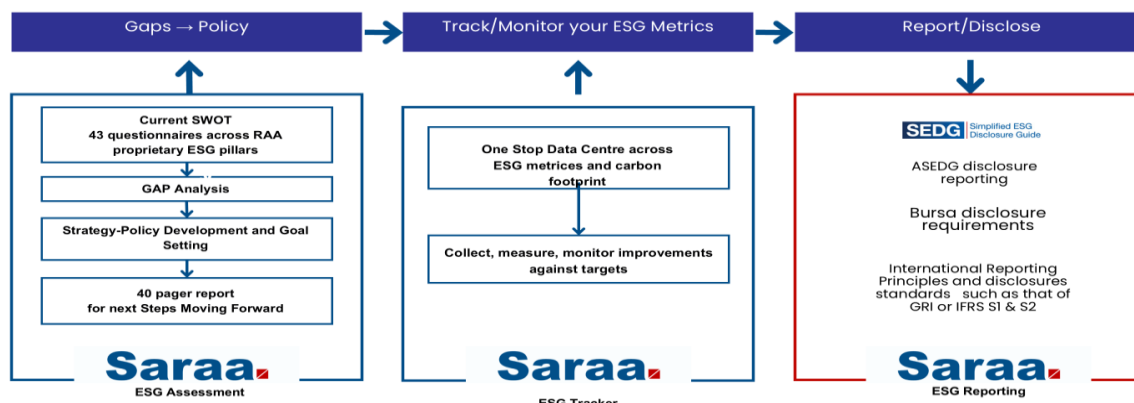 Gaps → Policy
Track/Monitor your ESG Metrics
Report/Disclose
Current SWOT
43 questionnaires across RAA
proprietary ESG pillars
GAP Analysis
Strategy-Policy Development and Goal
Setting
40 pager report
for next Steps Moving Forward
Saraa
ESG Assessment
One Stop Data Centre across
ESG metrices and carbon
footprint
Collect, measure, monitor improvements
against targets
Saraa
ESG Tracker
SEDG Simplified ESG
Disclosure Guide
ASEDG disclosure
reporting
Bursa disclosure
requirements
International Reporting
Principles and disclosures
standards such as that of
GRI or IFRS S1 & S2
Saraa
ESG Reporting